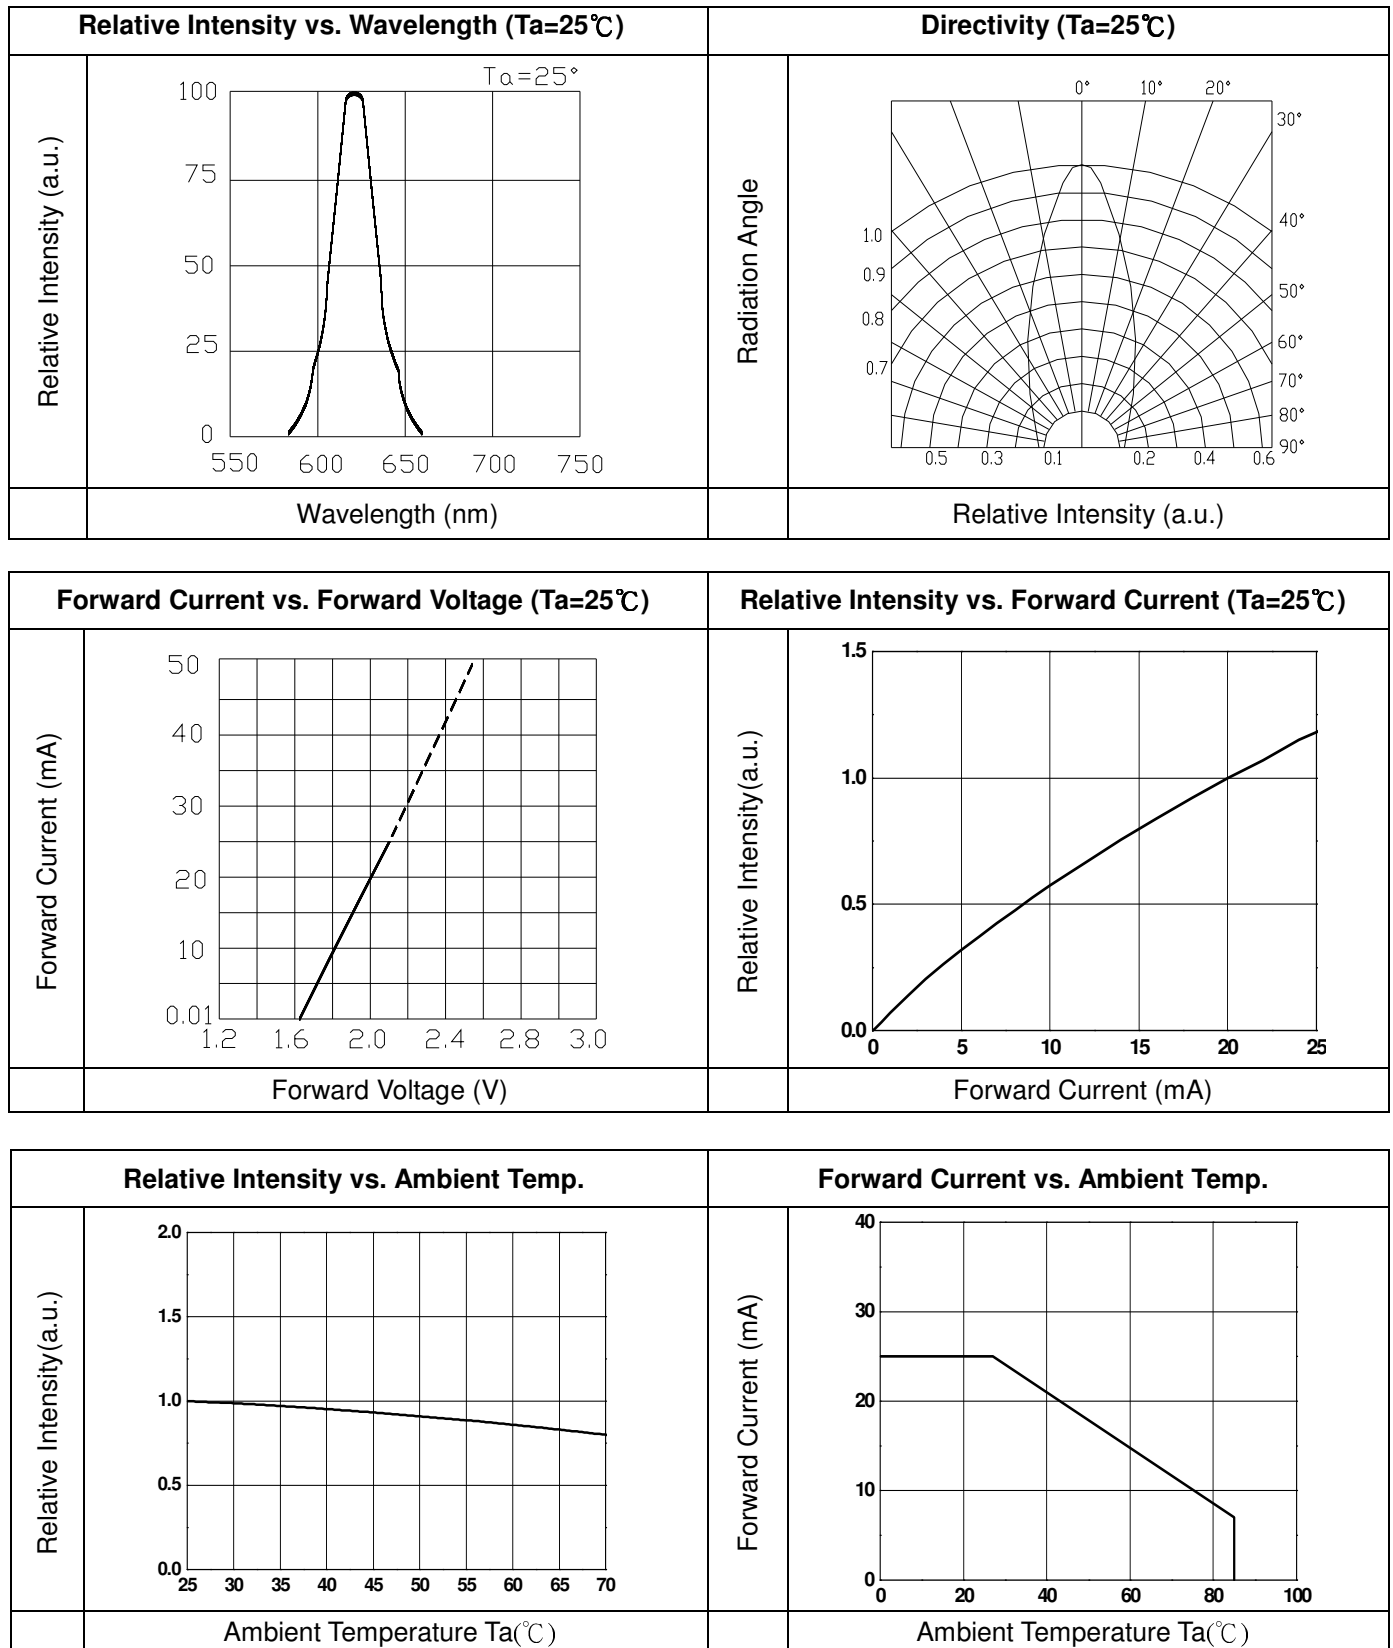 Relative Intensity vs. Wavelength (Ta=25℃)
Directivity (Ta=25℃)
Relative Intensity (a.u.)
Ta=25°
100
75
50
25
0
550 600 650 700 750
Wavelength (nm)
Radiation Angle
0° 10° 20°
30°
40°
50°
60°
70°
80°
90°
1.0
0.9
0.8
0.7
0.5 0.3 0.1 0.2 0.4 0.6
Relative Intensity (a.u.)
Forward Current vs. Forward Voltage (Ta=25℃)
Relative Intensity vs. Forward Current (Ta=25℃)
Forward Current (mA)
50
40
30
20
10
0.01
1.2 1.6 2.0 2.4 2.8 3.0
Forward Voltage (V)
Relative Intensity(a.u.)
1.5
1.0
0.5
0.0
0 5 10 15 20 25
Forward Current (mA)
Relative Intensity vs. Ambient Temp.
Forward Current vs. Ambient Temp.
Relative Intensity(a.u.)
2.0
1.5
1.0
0.5
0.0
25 30 35 40 45 50 55 60 65 70
Ambient Temperature Ta(℃)
Forward Current (mA)
40
30
20
10
0
0 20 40 60 80 100
Ambient Temperature Ta(℃)